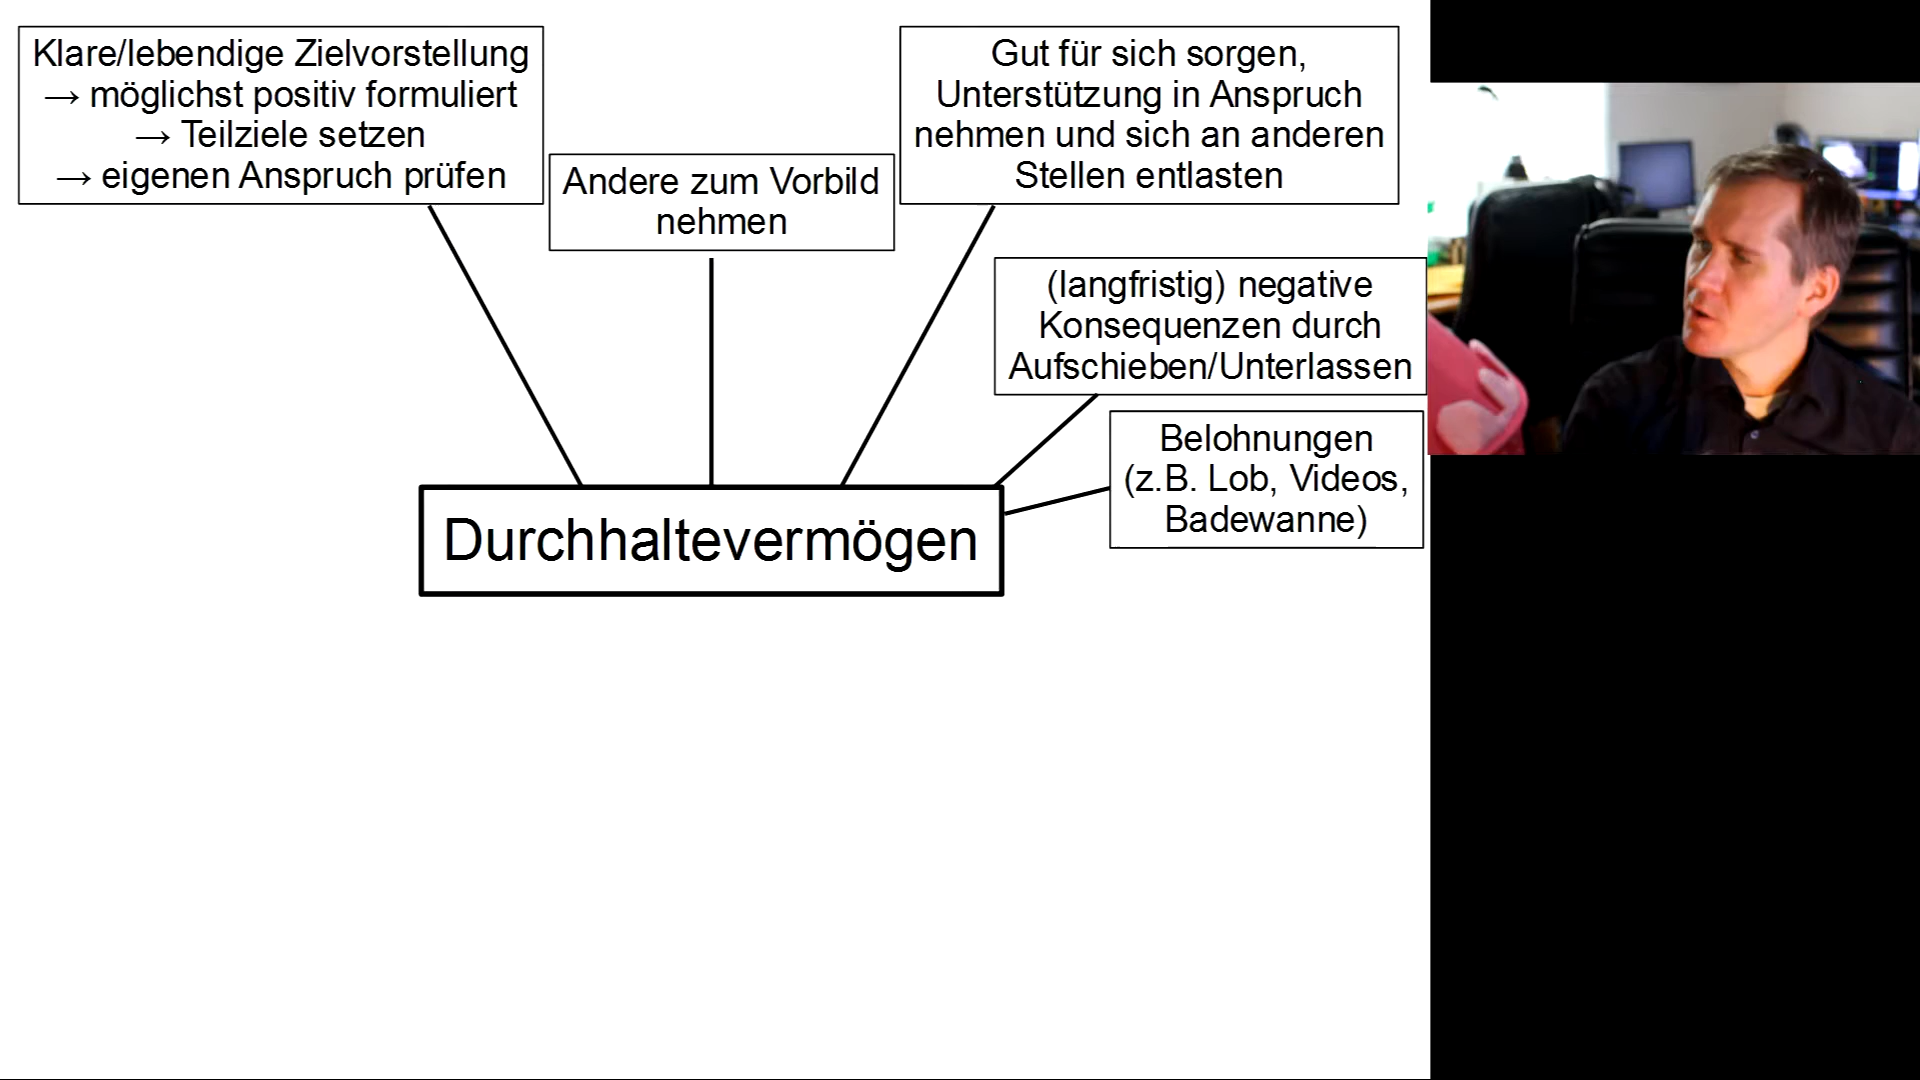 Klare/lebendige Zielvorstellung
→ möglichst positiv formuliert
→ Teilziele setzen
→ eigenen Anspruch prüfen
Andere zum Vorbild
nehmen
Gut für sich sorgen,
Unterstützung in Anspruch
nehmen und sich an anderen
Stellen entlasten
(langfristig) negative
Konsequenzen durch
Aufschieben/Unterlassen
Belohnungen
(z.B. Lob, Videos,
Badewanne)
Durchhaltevermögen